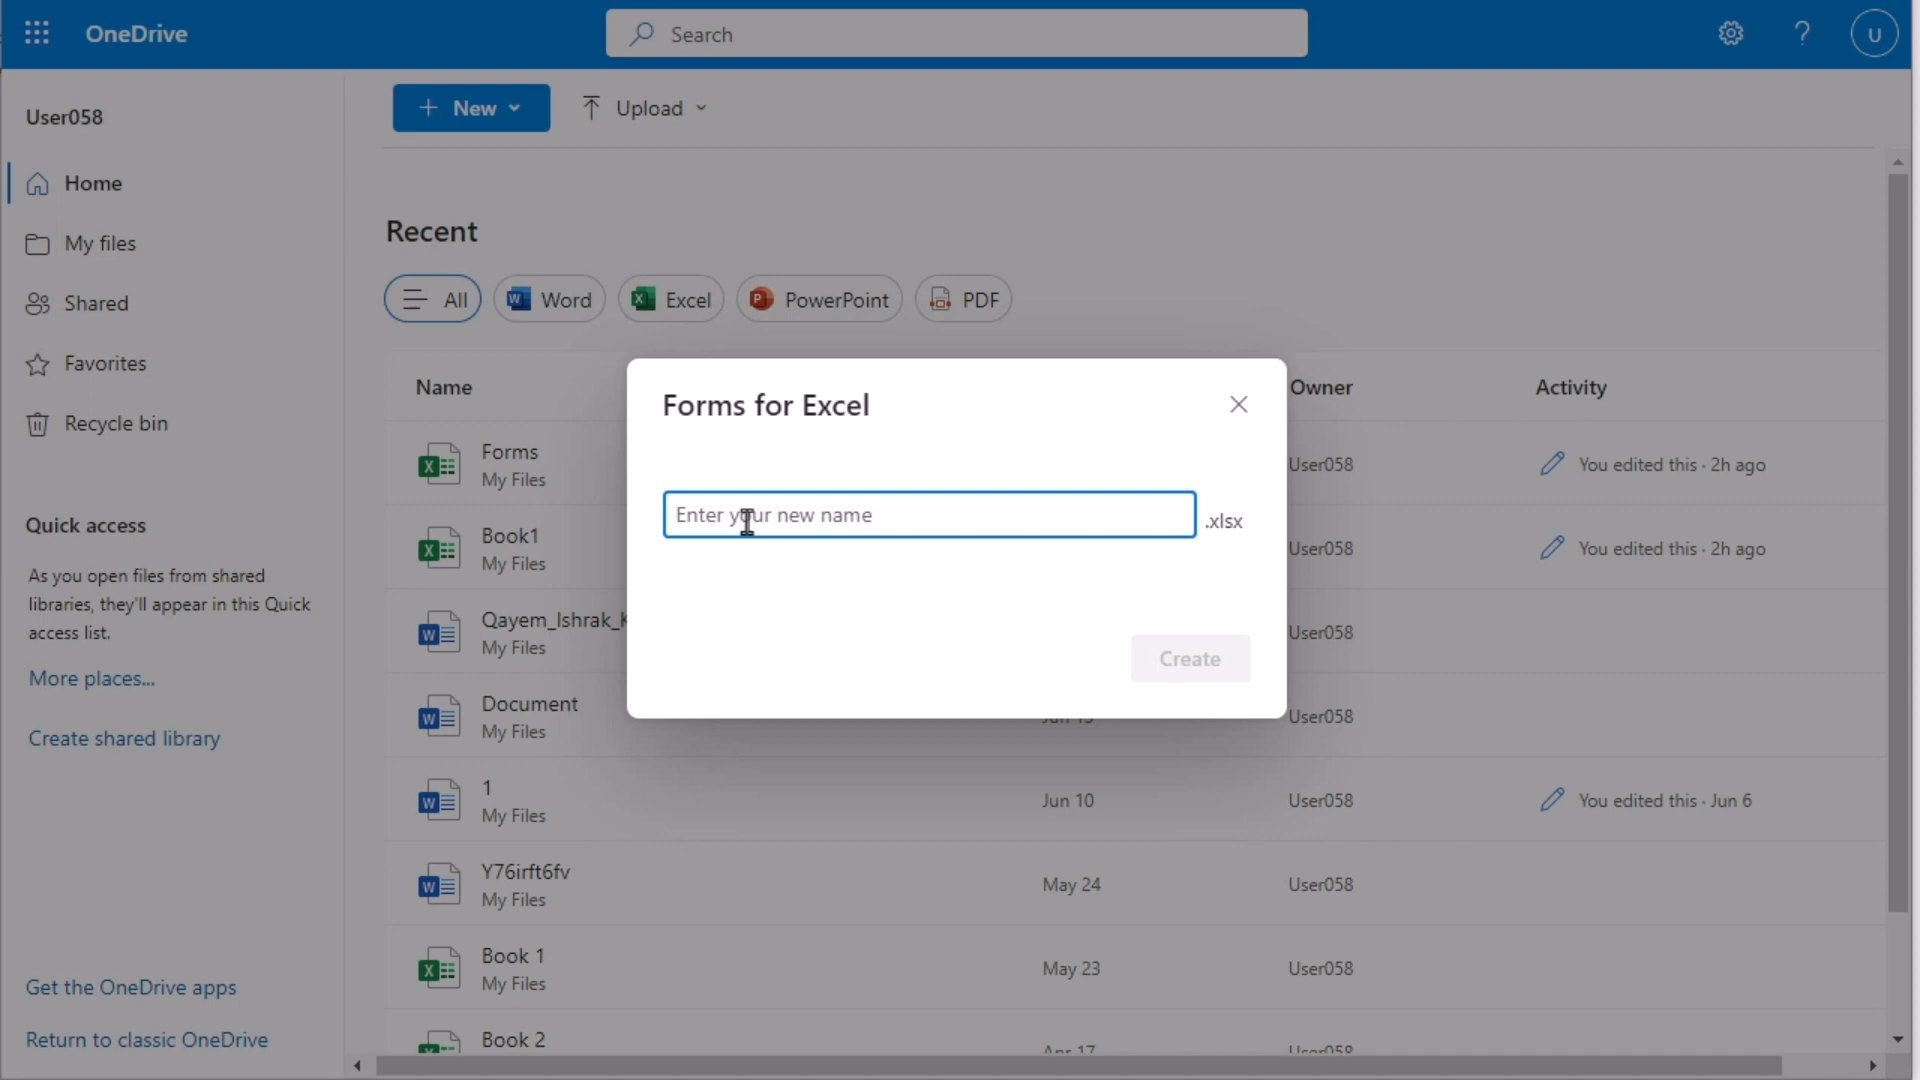 OneDrive
Search
?
U
User058
Home
My files
Shared
Favorites
Recycle bin
Quick access
As you open files from shared
libraries, they'll appear in this Quick
access list.
More places...
Create shared library
Get the OneDrive apps
Return to classic OneDrive
+ New
Upload
Recent
All
Word
Excel
PowerPoint
PDF
Name
Owner
Activity
Forms
My Files
User058
You edited this · 2h ago
Book1
My Files
User058
You edited this · 2h ago
Qayem_Ishrak_
My Files
User058
Document
My Files
User058
1
My Files
Jun 10
User058
You edited this · Jun 6
Y76irft6fv
My Files
May 24
User058
Book 1
My Files
May 23
User058
Book 2
Apr 17
User058
Forms for Excel
Enter your new name
.xlsx
Create